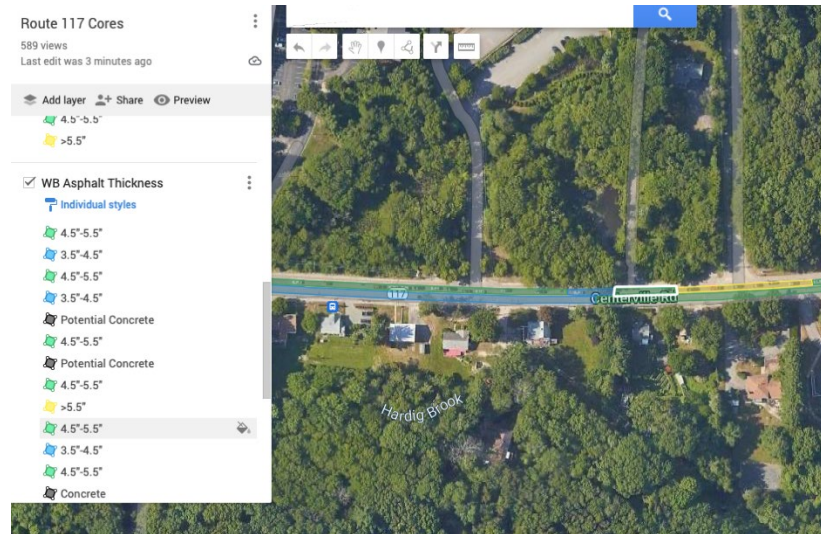 Route 117 Cores
589 views
Last edit was 3 minutes ago
Add layer Share Preview
4.5"-5.5"
>5.5"
WB Asphalt Thickness
Individual styles
4.5"-5.5"
3.5"-4.5"
4.5"-5.5"
3.5"-4.5"
Potential Concrete
4.5"-5.5"
Potential Concrete
4.5"-5.5"
>5.5"
4.5"-5.5"
3.5"-4.5"
4.5"-5.5"
Concrete
117
Centerville Rd
Hardig Brook